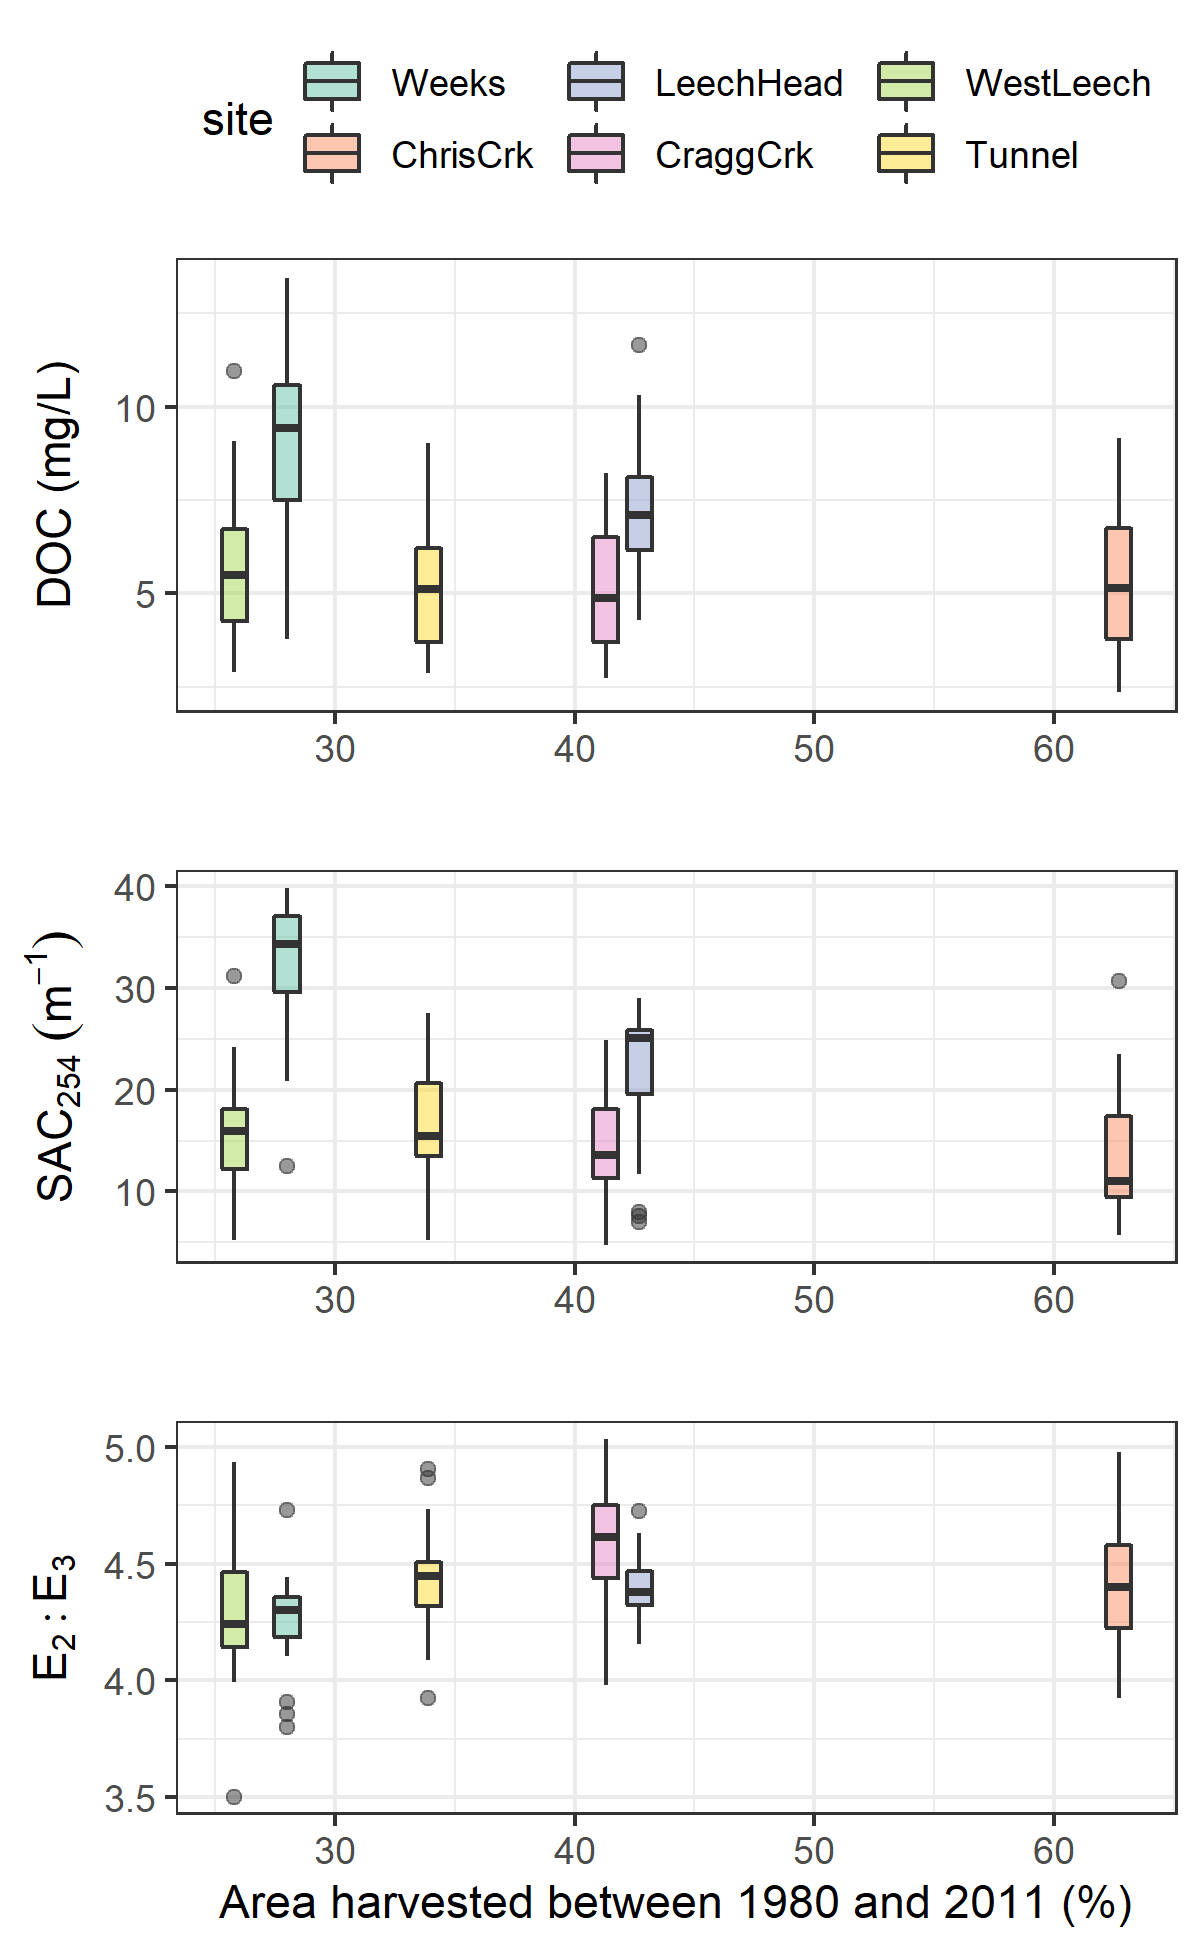 site
Weeks LeechHead WestLeech
ChrisCrk CraggCrk Tunnel
DOC (mg/L)
10
5
30 40 50 60
SAC₂₅₄ (m⁻¹)
40
30
20
10
30 40 50 60
E₂ : E₃
5.0
4.5
4.0
3.5
30 40 50 60
Area harvested between 1980 and 2011 (%)